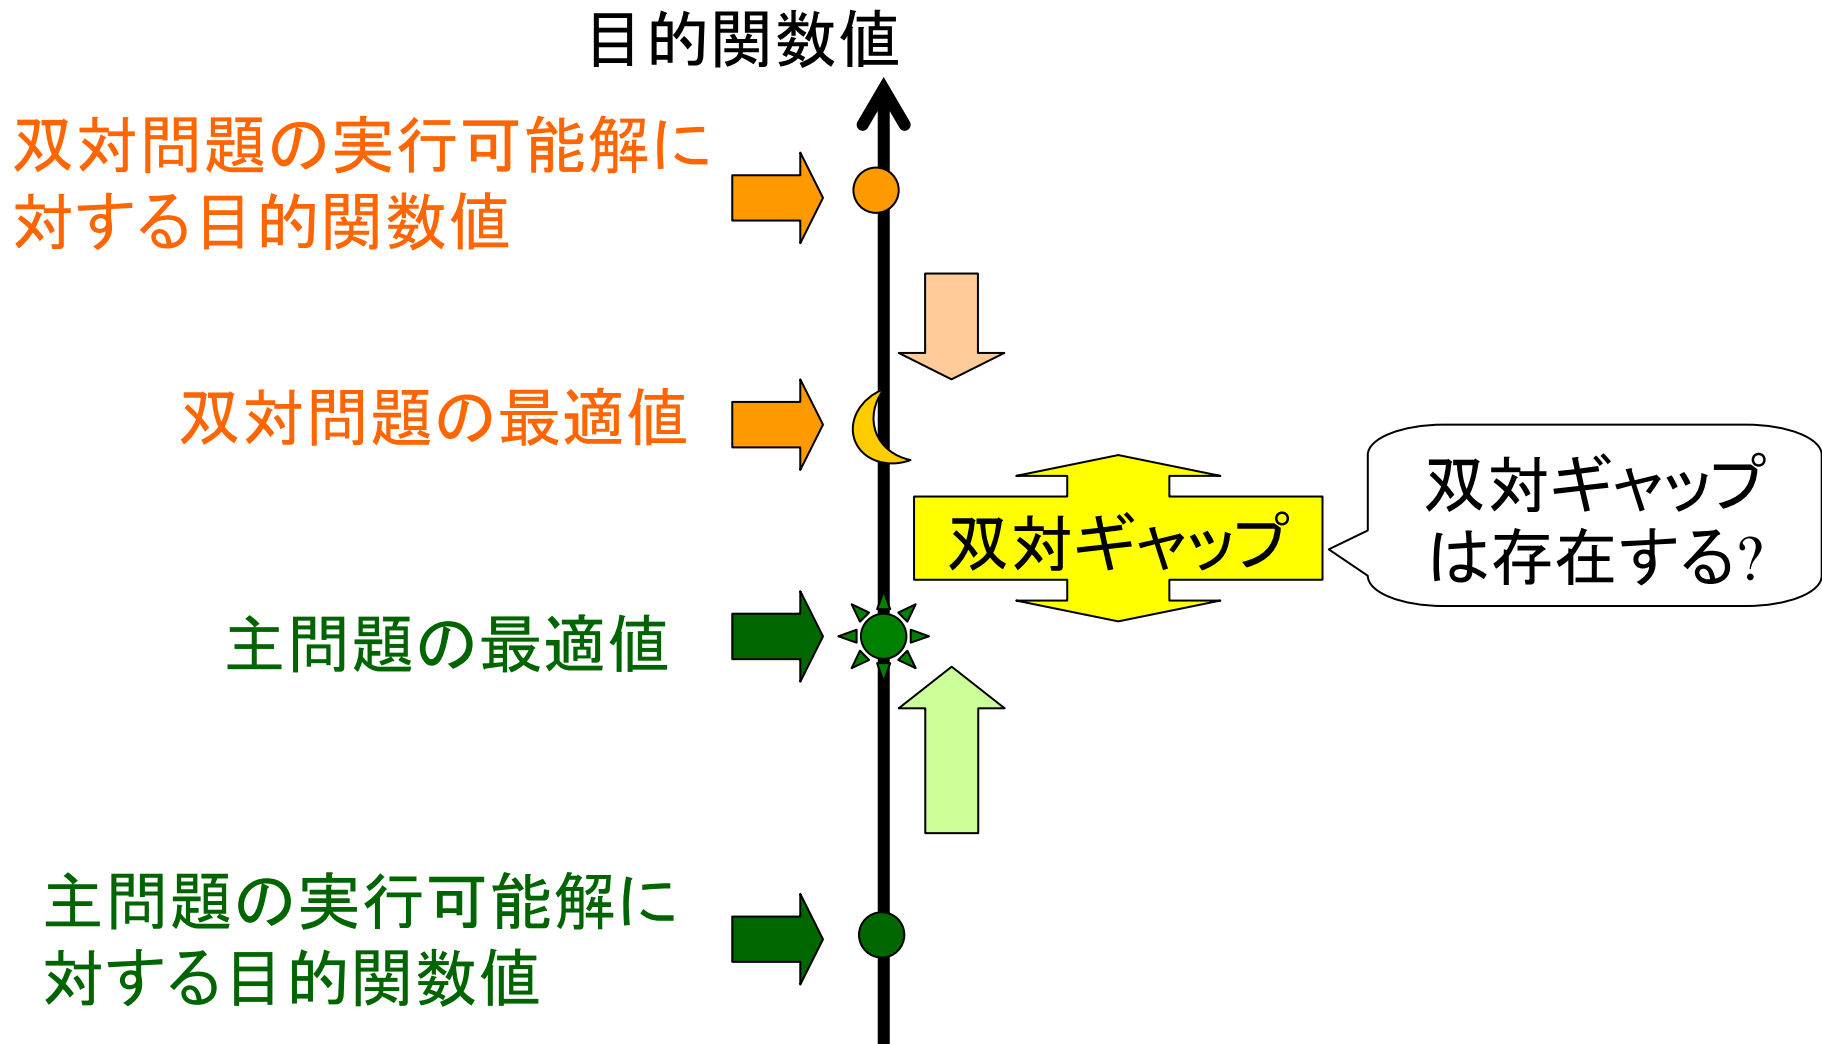 目的関数値
双対問題の実行可能解に
対する目的関数値
双対問題の最適値
双対ギャップ
双対ギャップ
は存在する?
主問題の最適値
主問題の実行可能解に
対する目的関数値